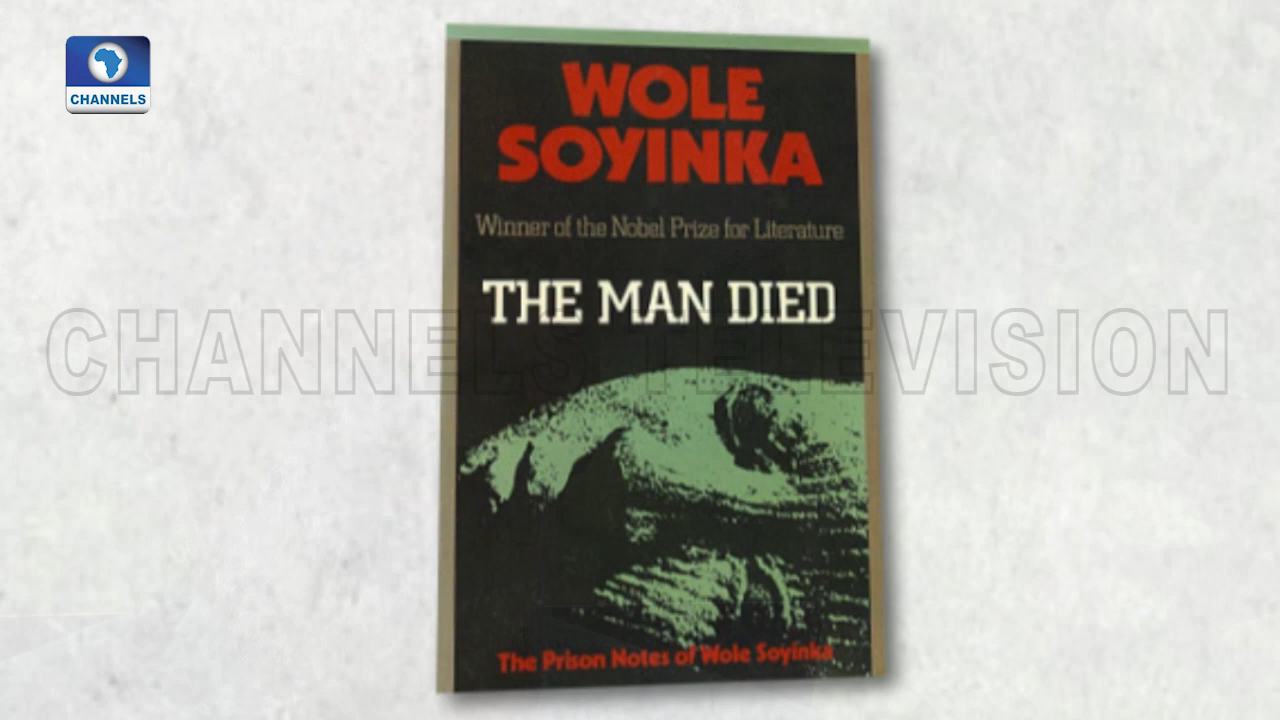 CHANNELS
WOLE
SOYINKA
Winner of the Nobel Prize for Literature
THE MAN DIED
CHANNELS TELEVISION
The Prison Notes of Wole Soyinka